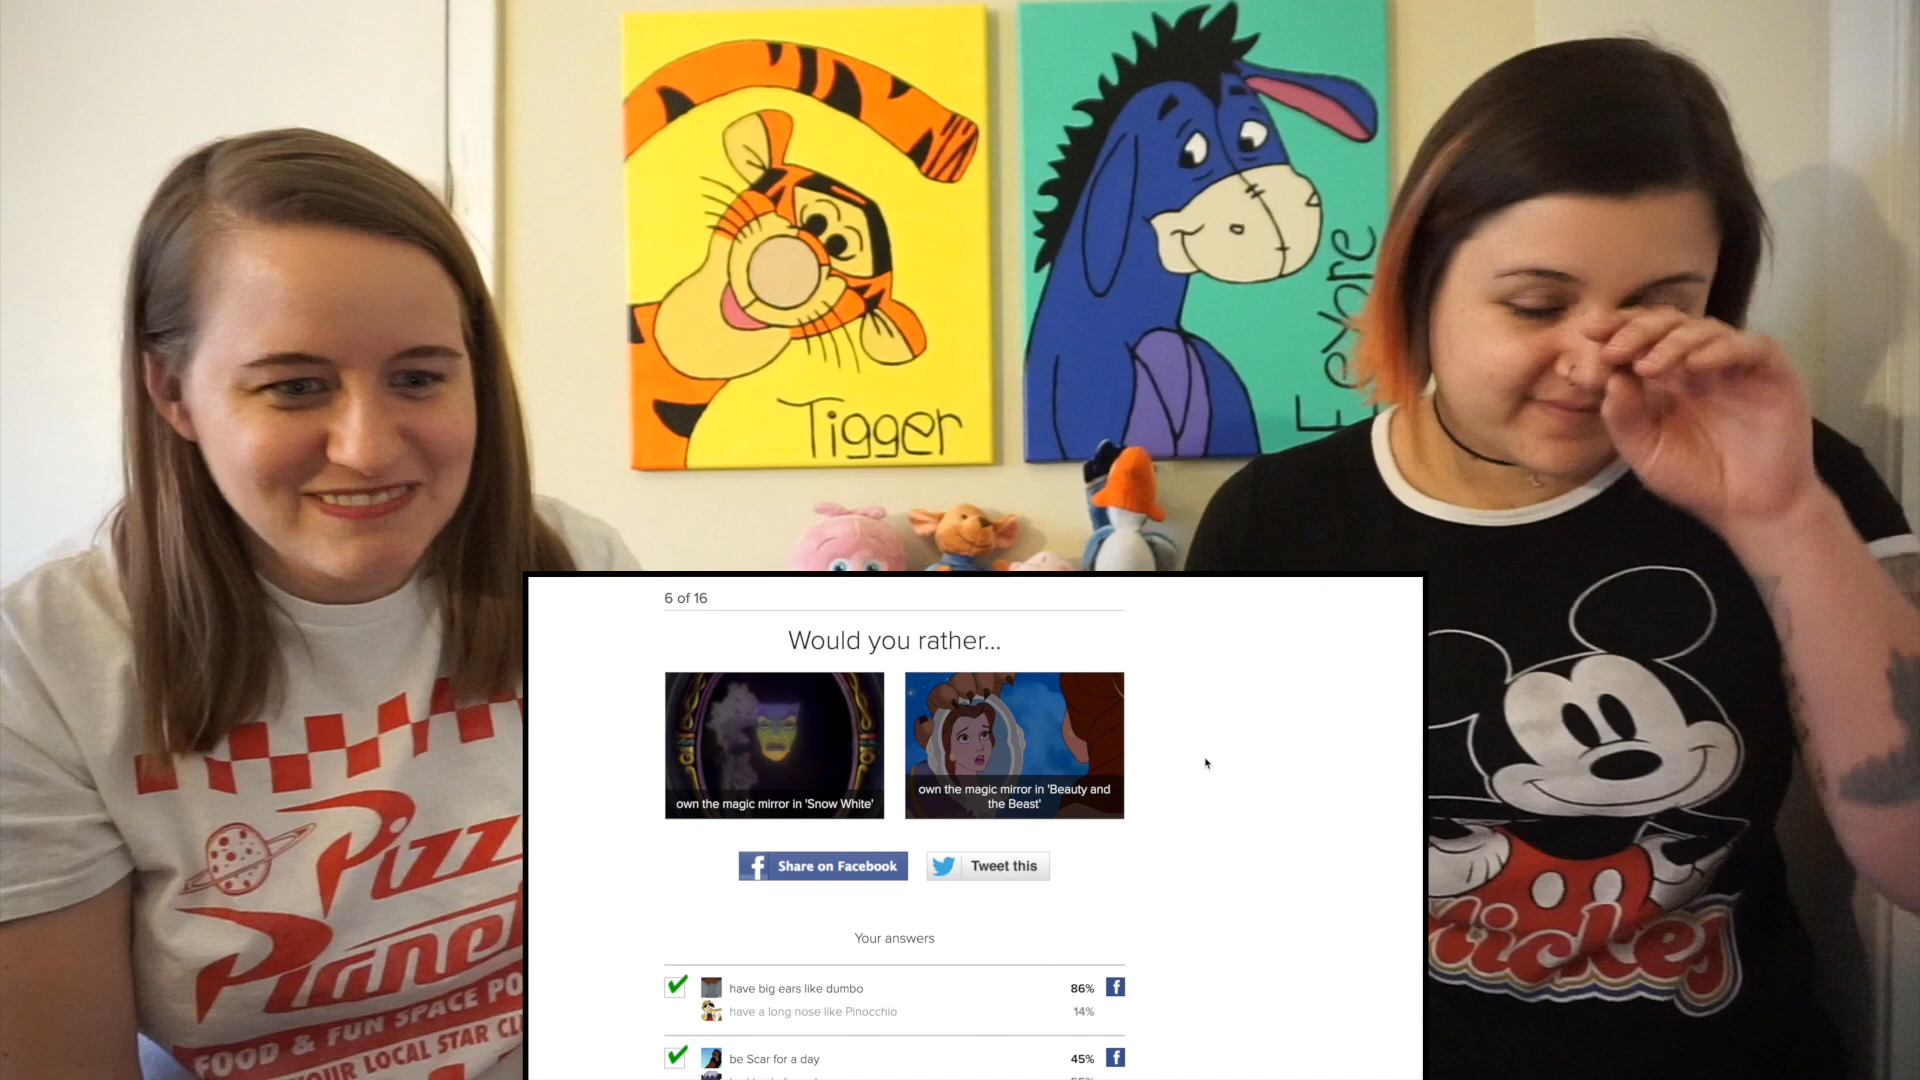 Tigger
Eeyore
6 of 16
Would you rather...
own the magic mirror in 'Snow White'
own the magic mirror in 'Beauty and
the Beast'
Share on Facebook
Tweet this
Your answers
have big ears like dumbo
86%
have a long nose like Pinocchio
14%
be Scar for a day
45%
Pizz
Planet
FOOD & FUN SPACE PO
YOUR LOCAL STAR CL
Mickey